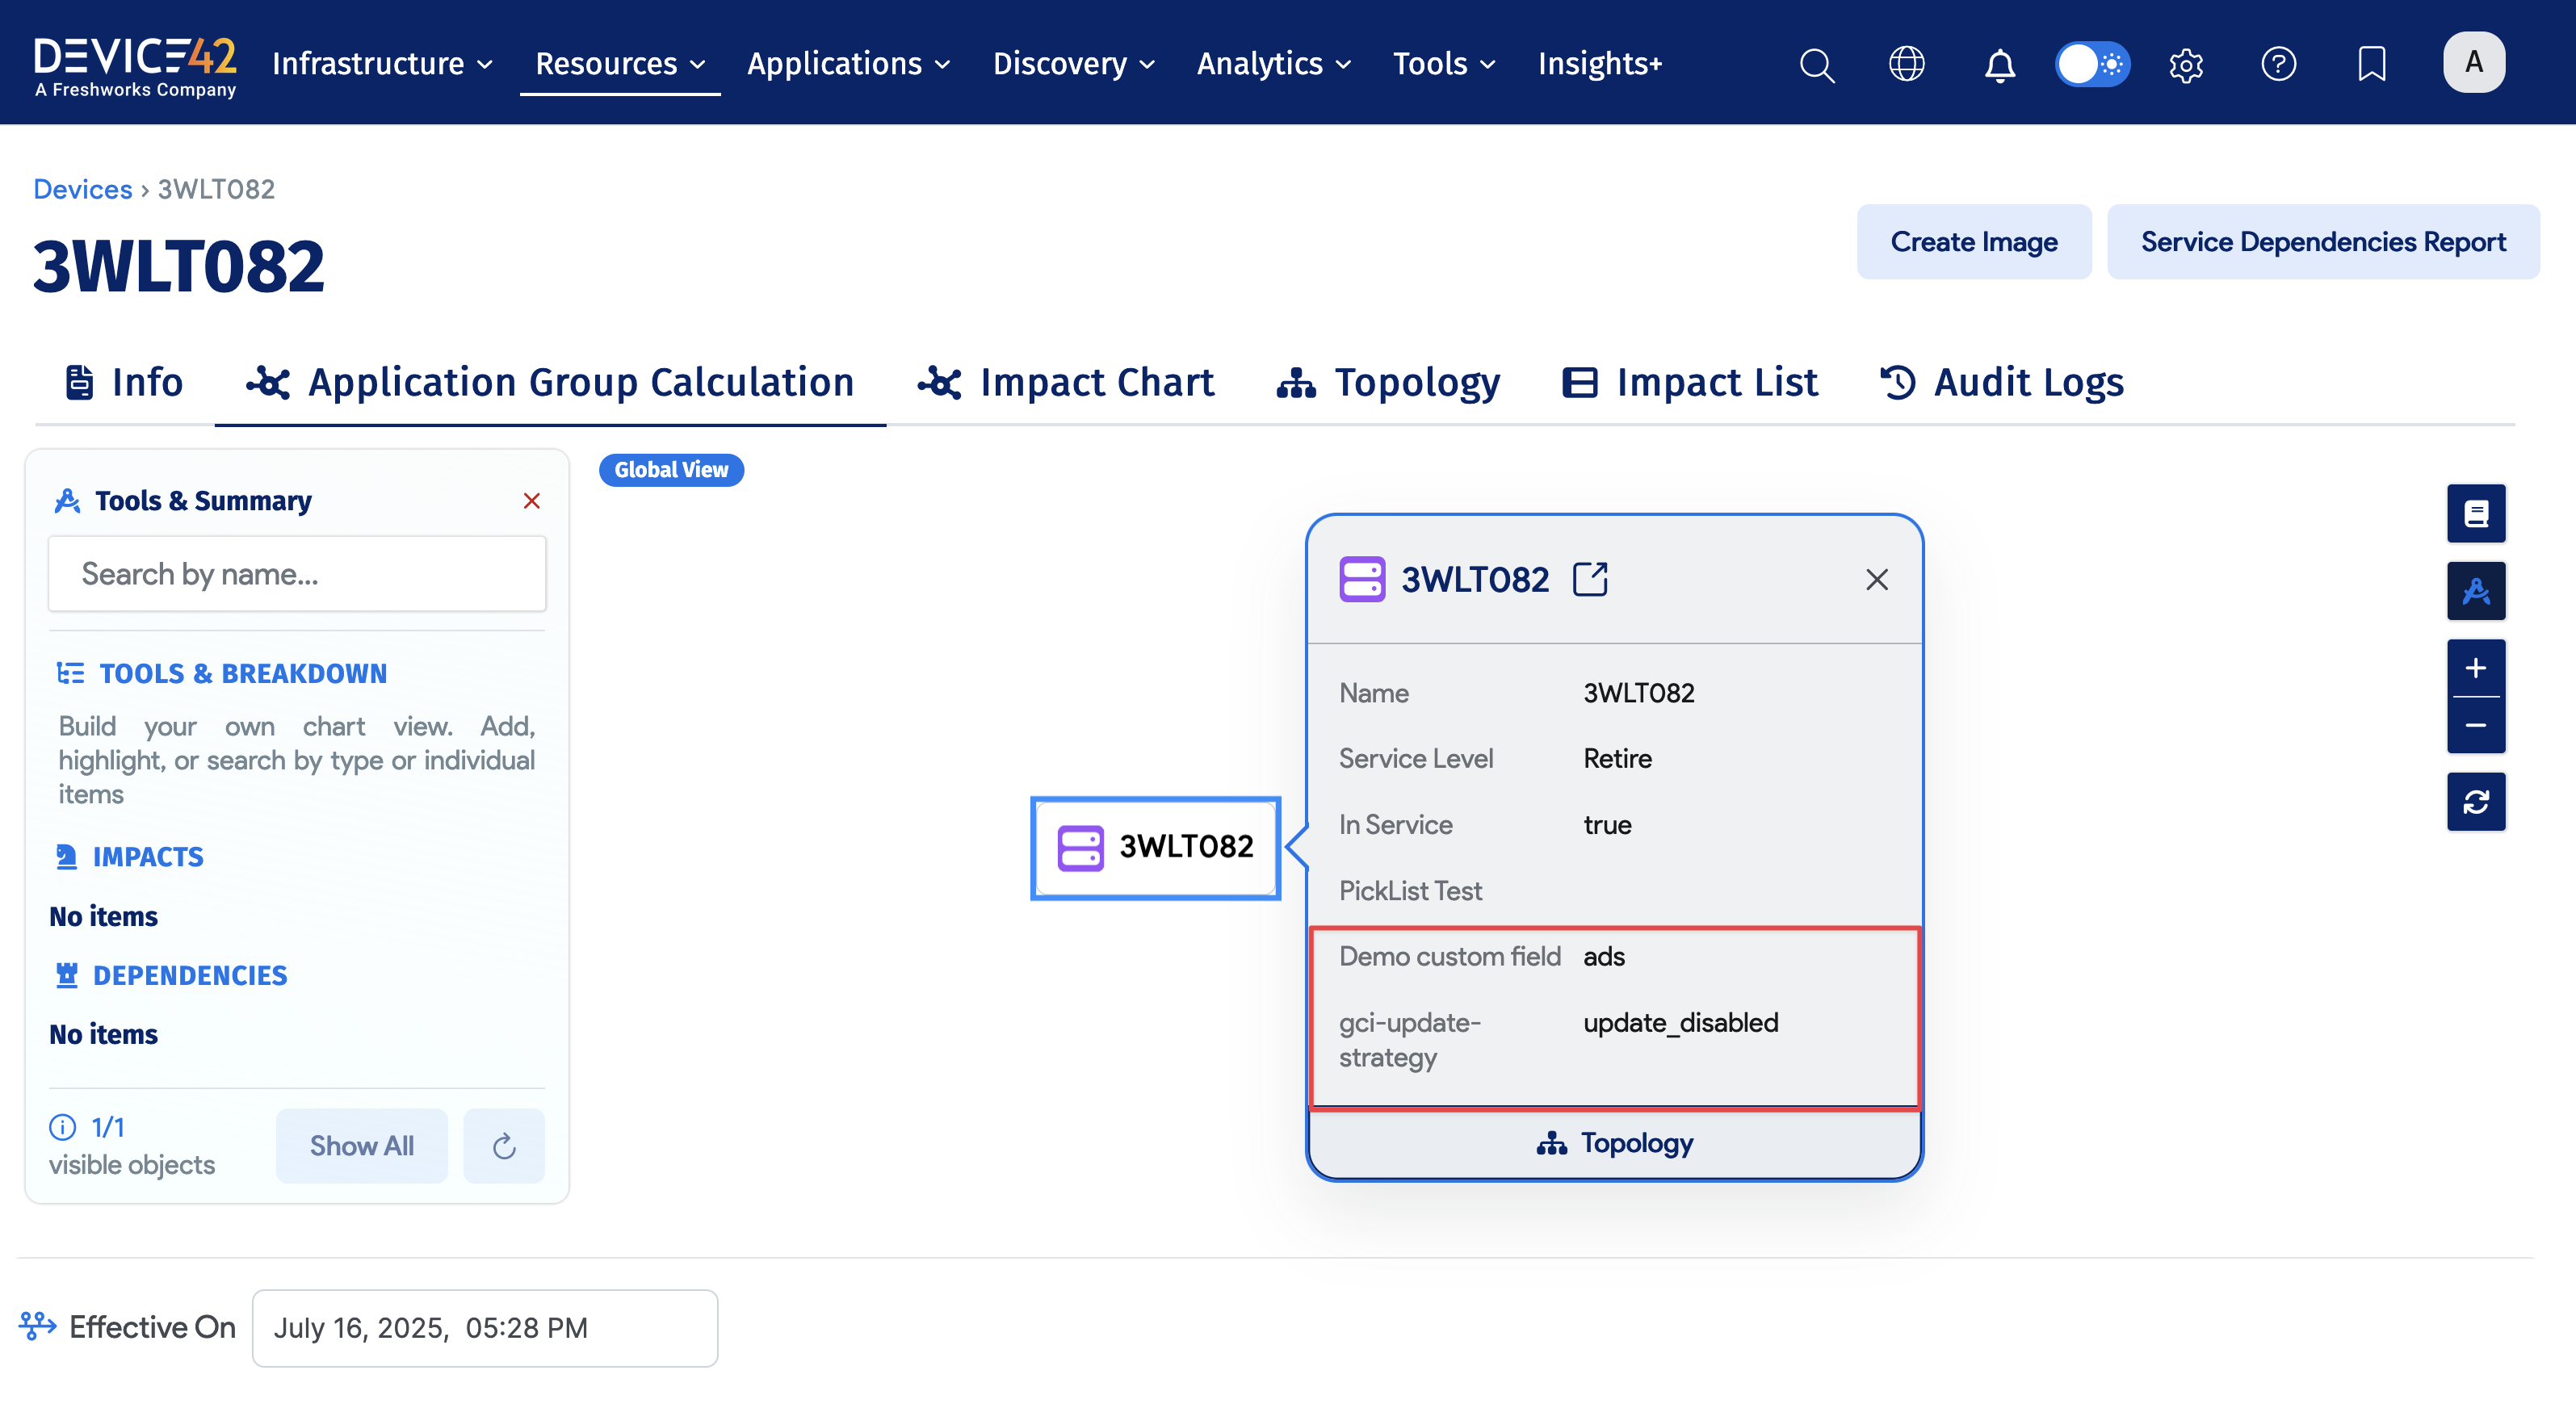 DEVICE42
A Freshworks Company
Infrastructure
Resources
Applications
Discovery
Analytics
Tools
Insights+
A
Devices › 3WLT082
3WLT082
Create Image
Service Dependencies Report
Info
Application Group Calculation
Impact Chart
Topology
Impact List
Audit Logs
Tools & Summary
Search by name...
TOOLS & BREAKDOWN
Build your own chart view. Add,
highlight, or search by type or individual
items
IMPACTS
No items
DEPENDENCIES
No items
1/1
visible objects
Show All
Global View
3WLT082
3WLT082
Name 3WLT082
Service Level Retire
In Service true
PickList Test
Demo custom field ads
gci-update- update_disabled
strategy
Topology
Effective On July 16, 2025, 05:28 PM